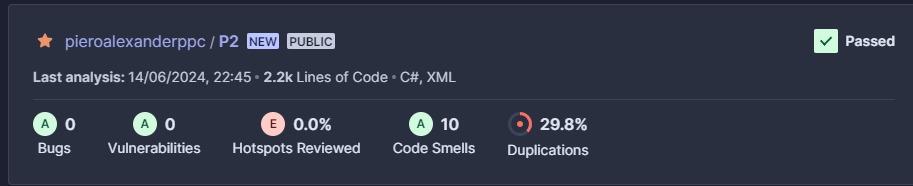 pieroalexanderppc / P2 NEW PUBLIC Passed
Last analysis: 14/06/2024, 22:45 • 2.2k Lines of Code • C#, XML
A 0 A 0 E 0.0% A 10 29.8%
Bugs Vulnerabilities Hotspots Reviewed Code Smells Duplications